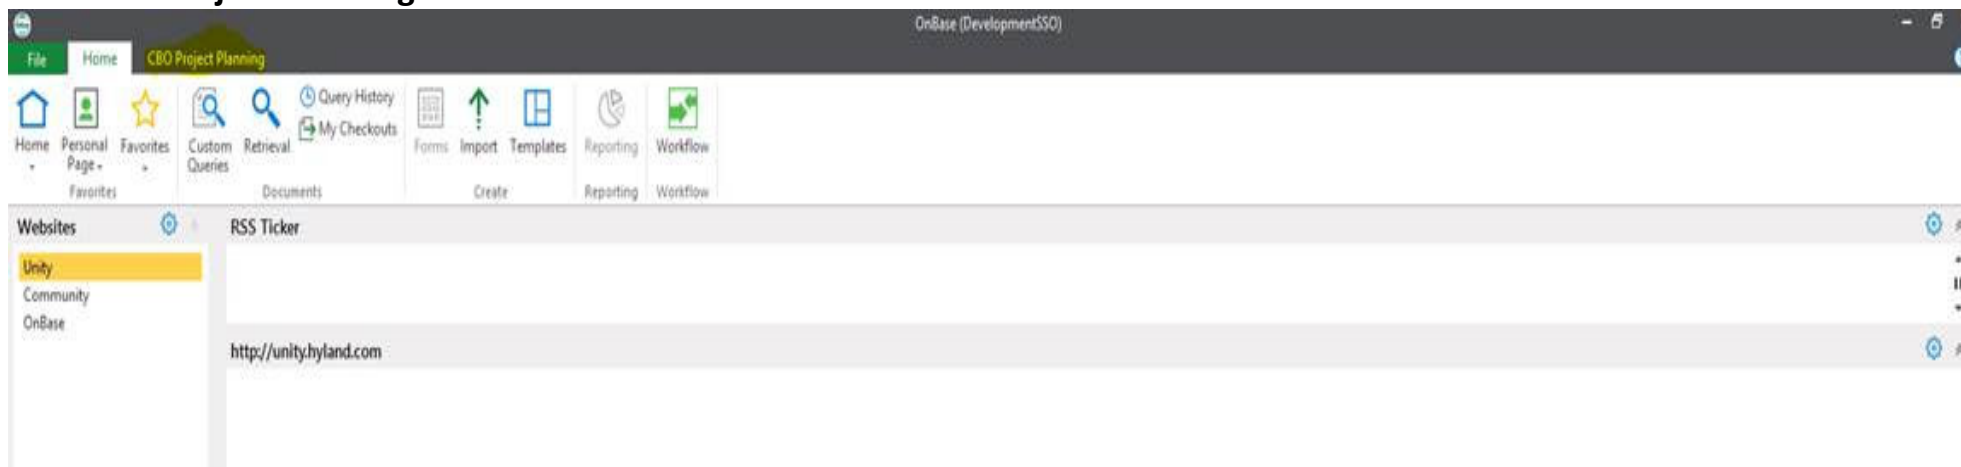 OnBase (DevelopmentSSO)
File Home CBO Project Planning
Query History
My Checkouts
Home Personal Page Favorites Custom Queries Retrieval Forms Import Templates Reporting Workflow
Favorites Documents Create Reporting Workflow
Websites RSS Ticker
Unity
Community
OnBase
http://unity.hyland.com